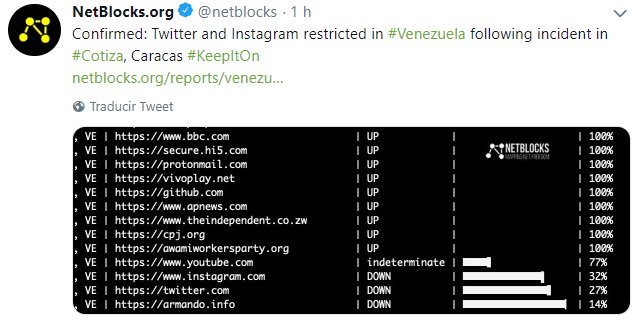 NetBlocks.org @netblocks · 1 h
Confirmed: Twitter and Instagram restricted in #Venezuela following incident in
#Cotiza, Caracas #KeepItOn
netblocks.org/reports/venezu...
Traducir Tweet
NETBLOCKS
MAPPING NET FREEDOM
, VE | https://www.bbc.com | UP | | 100%
, VE | https://secure.hi5.com | UP | | 100%
, VE | https://protonmail.com | UP | | 100%
, VE | https://vivoplay.net | UP | | 100%
, VE | https://github.com | UP | | 100%
, VE | https://www.apnews.com | UP | | 100%
, VE | https://www.theindependent.co.zw | UP | | 100%
, VE | https://cpj.org | UP | | 100%
, VE | https://awamiworkersparty.org | UP | | 100%
, VE | https://www.youtube.com | indeterminate | | 77%
, VE | https://www.instagram.com | DOWN | | 32%
, VE | https://twitter.com | DOWN | | 27%
, VE | https://armando.info | DOWN | | 14%